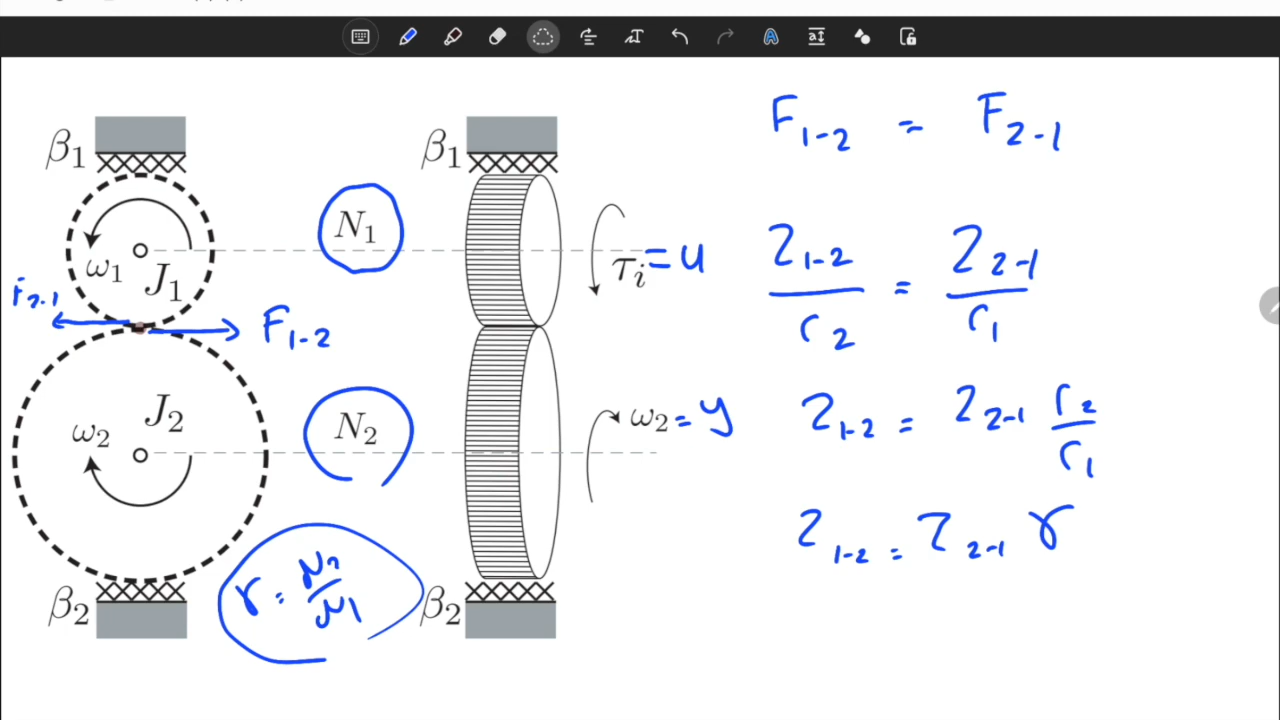 β₁
ω₁
J₁
F₂₋₁
F₁₋₂
J₂
ω₂
β₂
N₁
N₂
γ = N₂/N₁
β₁
τᵢ = u
ω₂ = y
β₂
F₁₋₂ = F₂₋₁
τ₁₋₂/r₂ = τ₂₋₁/r₁
τ₁₋₂ = τ₂₋₁ r₂/r₁
τ₁₋₂ = τ₂₋₁ γ